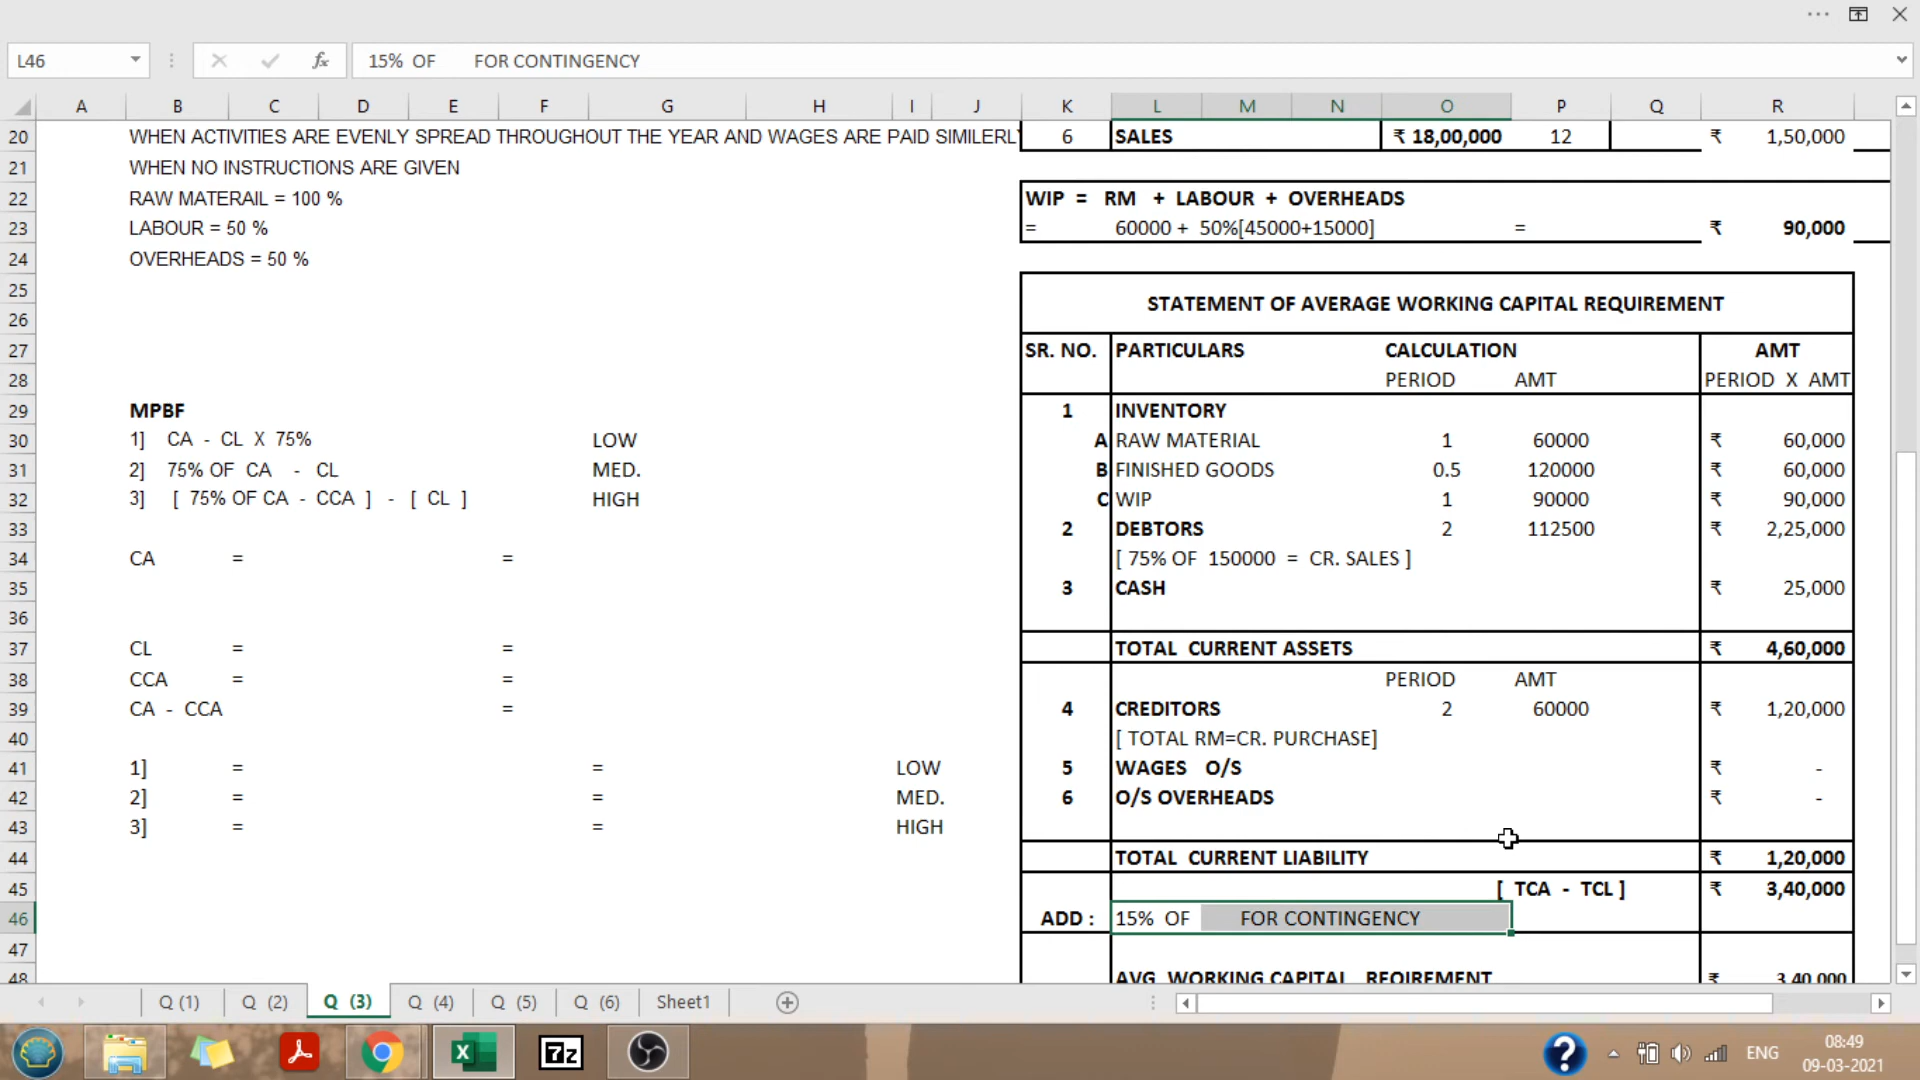 L46 fx 15% OF FOR CONTINGENCY
A B C D E F G H I J K L M N O P Q R
20 WHEN ACTIVITIES ARE EVENLY SPREAD THROUGHOUT THE YEAR AND WAGES ARE PAID SIMILERLY 6 SALES ₹ 18,00,000 12 ₹ 1,50,000
21 WHEN NO INSTRUCTIONS ARE GIVEN
22 RAW MATERAIL = 100 % WIP = RM + LABOUR + OVERHEADS
23 LABOUR = 50 % = 60000 + 50%[45000+15000] = ₹ 90,000
24 OVERHEADS = 50 %
25
STATEMENT OF AVERAGE WORKING CAPITAL REQUIREMENT
26
27 SR. NO. PARTICULARS CALCULATION AMT
28 PERIOD AMT PERIOD X AMT
29 MPBF 1 INVENTORY
30 1] CA - CL X 75% LOW A RAW MATERIAL 1 60000 ₹ 60,000
31 2] 75% OF CA - CL MED. B FINISHED GOODS 0.5 120000 ₹ 60,000
32 3] [ 75% OF CA - CCA ] - [ CL ] HIGH C WIP 1 90000 ₹ 90,000
33 2 DEBTORS 2 112500 ₹ 2,25,000
34 CA = = [ 75% OF 150000 = CR. SALES ]
35 3 CASH ₹ 25,000
36
37 CL = = TOTAL CURRENT ASSETS ₹ 4,60,000
38 CCA = = PERIOD AMT
39 CA - CCA = 4 CREDITORS 2 60000 ₹ 1,20,000
40 [ TOTAL RM=CR. PURCHASE]
41 1] = = LOW 5 WAGES O/S ₹ -
42 2] = = MED. 6 O/S OVERHEADS ₹ -
43 3] = = HIGH
44 TOTAL CURRENT LIABILITY ₹ 1,20,000
45 [ TCA - TCL ] ₹ 3,40,000
46 ADD : 15% OF FOR CONTINGENCY
47
48 AVG WORKING CAPITAL REQIREMENT ₹ 3,40,000
Q (1) Q (2) Q (3) Q (4) Q (5) Q (6) Sheet1
7z ? ENG 08:49
09-03-2021